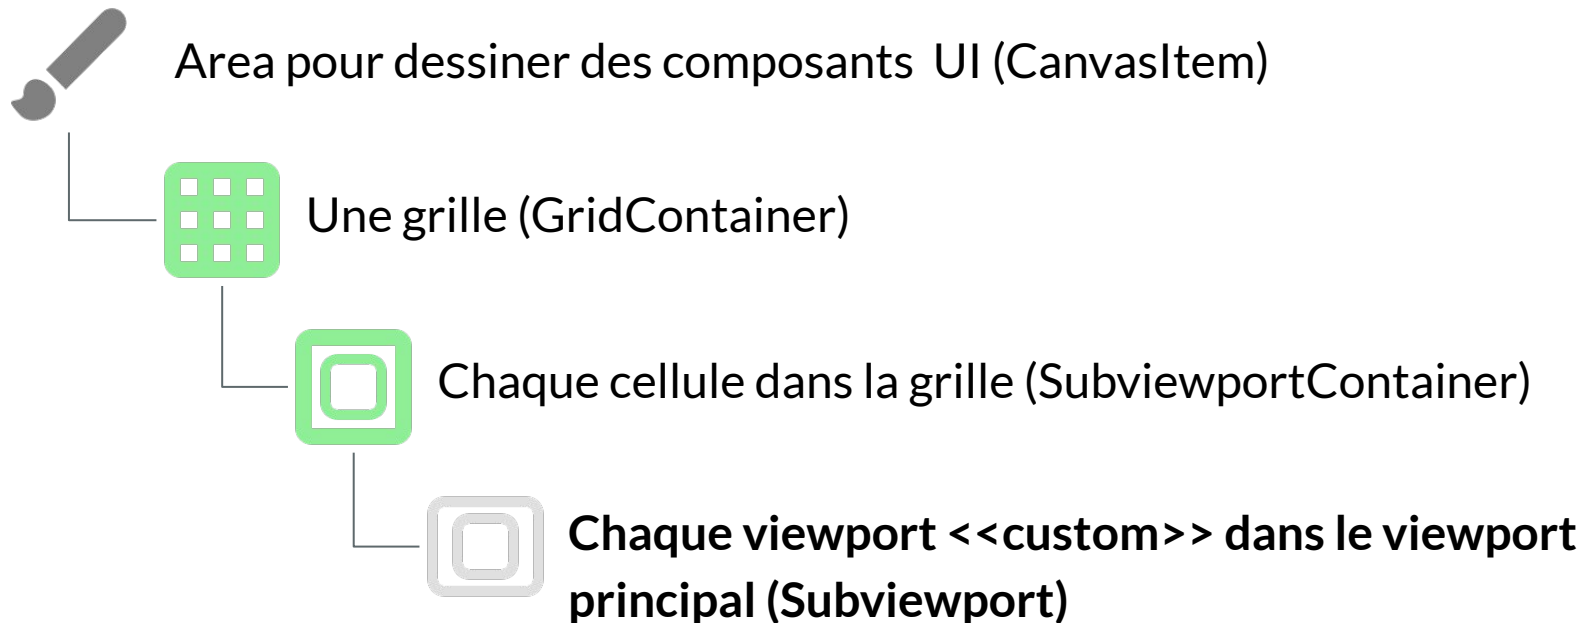 Area pour dessiner des composants UI (CanvasItem)
Une grille (GridContainer)
Chaque cellule dans la grille (SubviewportContainer)
Chaque viewport <<custom>> dans le viewport
principal (Subviewport)